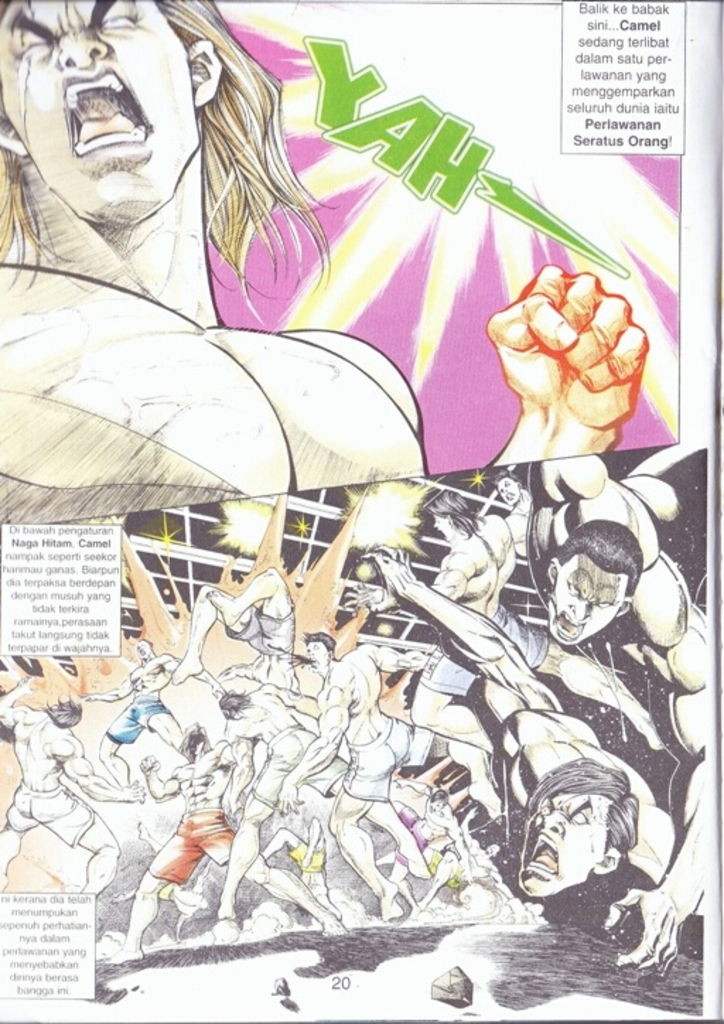 Balik ke babak
sini...Camel
sedang terlibat
dalam satu per-
lawanan yang
menggemparkan
seluruh dunia iaitu
Perlawanan
Seratus Orang!
YAH
Di bawah pengaturan
Naga Hitam, Camel
nampak seperti seekor
harimau ganas. Biarpun
dia terpaksa berdepan
dengan musuh yang
tidak terkira
ramainya,perasaan
takut langsung tidak
terpapar di wajahnya.
ni kerana dia telah
menumpukan
sepenuh perhatian-
nya dalam
perlawanan yang
menyebabkan
dirinya berasa
bangga ini.
20